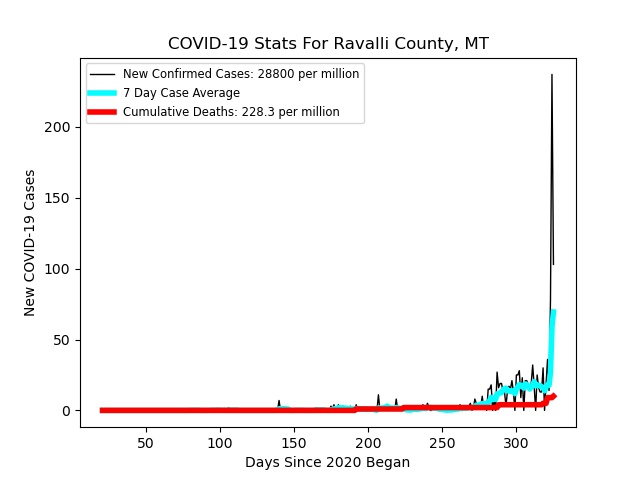 COVID-19 Stats For Ravalli County, MT
New Confirmed Cases: 28800 per million
7 Day Case Average
Cumulative Deaths: 228.3 per million
New COVID-19 Cases
200
150
100
50
0
50 100 150 200 250 300
Days Since 2020 Began